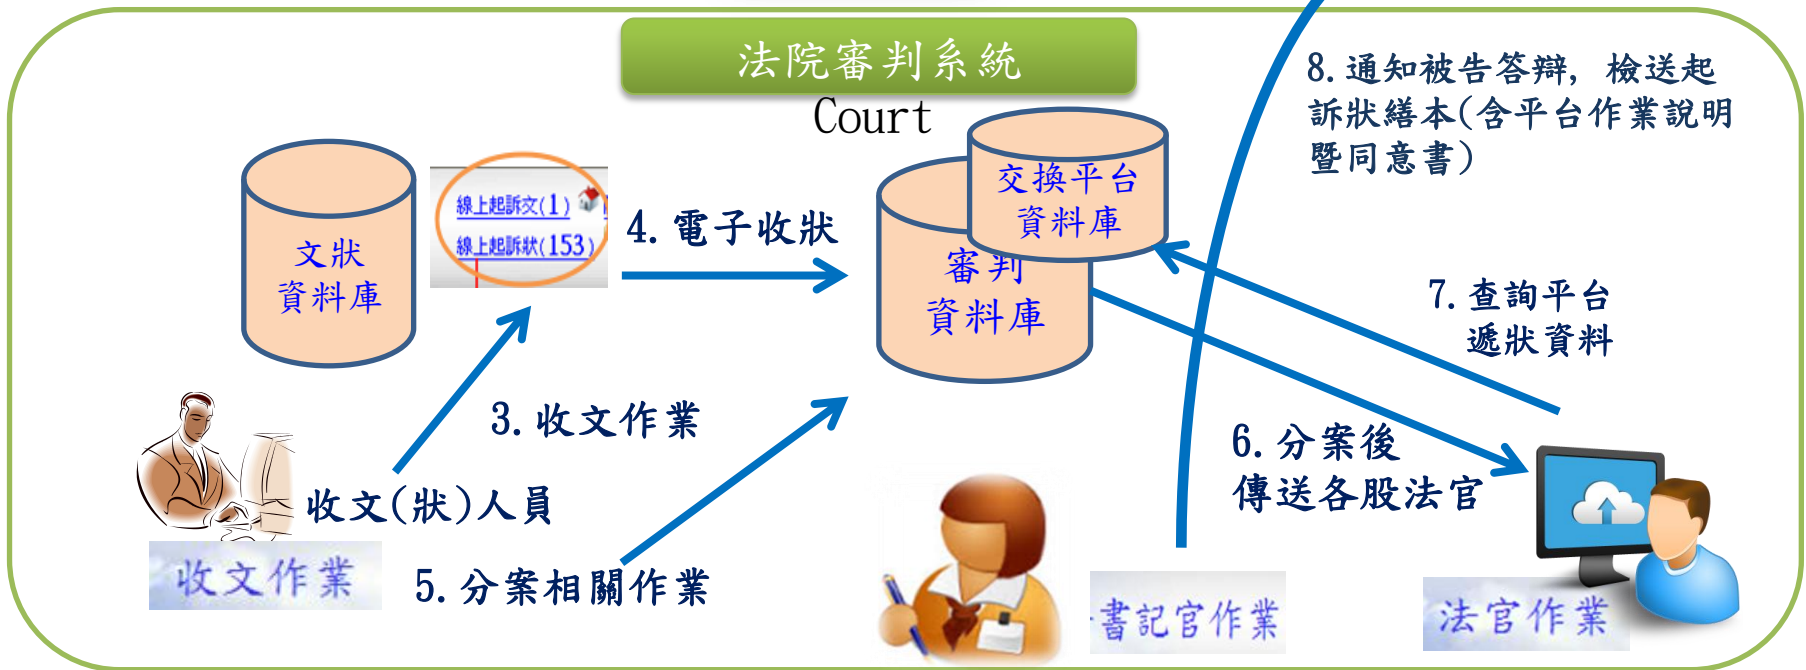 法院審判系統
Court
8.通知被告答辯, 檢送起
訴狀繕本(含平台作業說明
暨同意書)
文狀
資料庫
線上起訴文(1)
線上起訴狀(153)
4.電子收狀
交換平台
資料庫
審判
資料庫
7.查詢平台
遞狀資料
3.收文作業
6.分案後
傳送各股法官
收文(狀)人員
收文作業
5.分案相關作業
書記官作業
法官作業